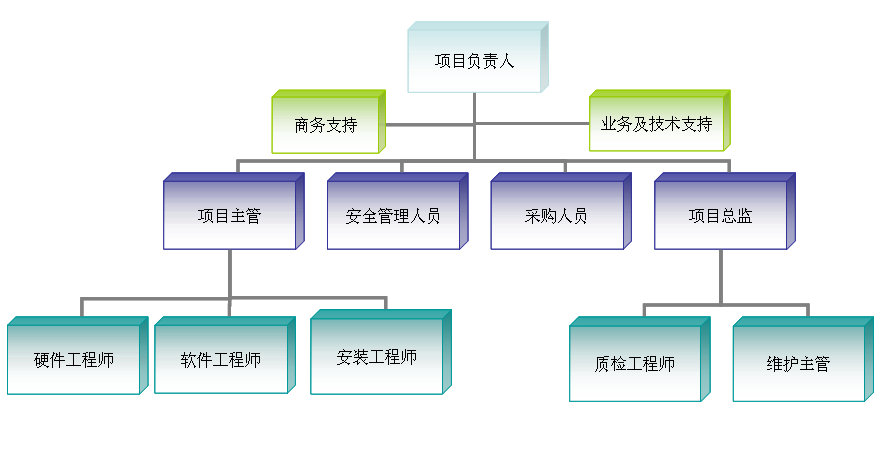 项目负责人
商务支持
业务及技术支持
项目主管
安全管理人员
采购人员
项目总监
硬件工程师
软件工程师
安装工程师
质检工程师
维护主管